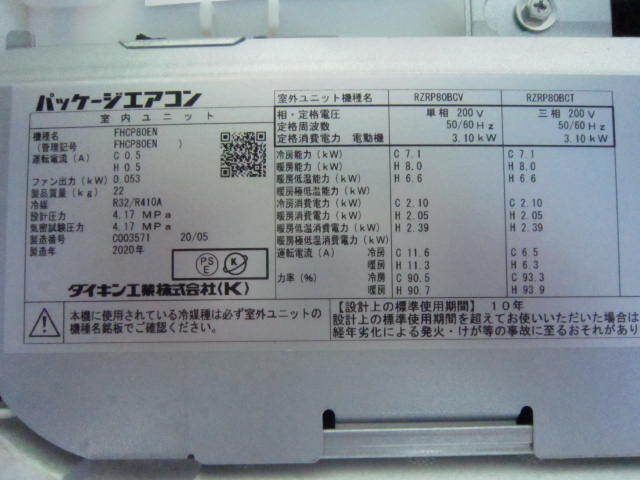 パッケージエアコン
室内ユニット
機種名 FHCP80EN
(管理記号 FHCP80EN )
運転電流(A) C 0.5
H 0.5
ファン出力(kW) 0.053
製品質量(kg) 22
冷媒 R32/R410A
設計圧力 4.17 MPa
気密試験圧力 4.17 MPa
製造番号 C003571 20/05
製造年 2020年
PS
E
K
ダイキン工業株式会社(K)
室外ユニット機種名 RZRP80BCV RZRP80BCT
相・定格電圧 単相 200V 三相 200V
定格周波数 50/60Hz 50/60Hz
定格消費電力 電動機 3.10kW 3.10kW
冷房能力(kW) C 7.1 C 7.1
暖房能力(kW) H 8.0 H 8.0
暖房低温能力(kW) H 6.6 H 6.6
暖房極低温能力(kW)
冷房消費電力(kW) C 2.10 C 2.10
暖房消費電力(kW) H 2.05 H 2.05
暖房低温消費電力(kW) H 2.39 H 2.39
暖房極低温消費電力(kW)
運転電流(A) 冷房 C 11.6 C 6.5
暖房 H 11.3 H 6.3
力率(%) 冷房 C 90.5 C 93.3
暖房 H 90.7 H 93.9
本機に使用されている冷媒種は必ず室外ユニットの
機種名銘板でご確認ください。
【設計上の標準使用期間】 10年
設計上の標準使用期間を超えてお使いいただいた場合は
経年劣化による発火・けが等の事故に至るおそれがあり